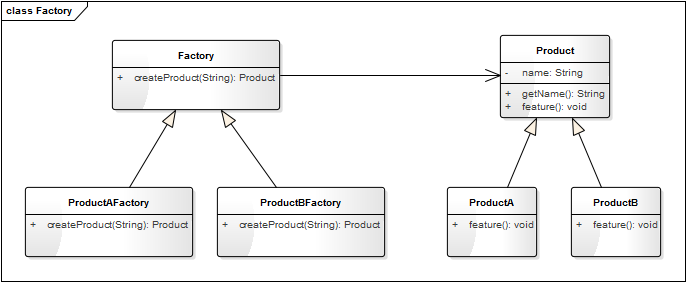 class Factory
Factory
+ createProduct(String): Product
Product
- name: String
+ getName(): String
+ feature(): void
ProductAFactory
+ createProduct(String): Product
ProductBFactory
+ createProduct(String): Product
ProductA
+ feature(): void
ProductB
+ feature(): void